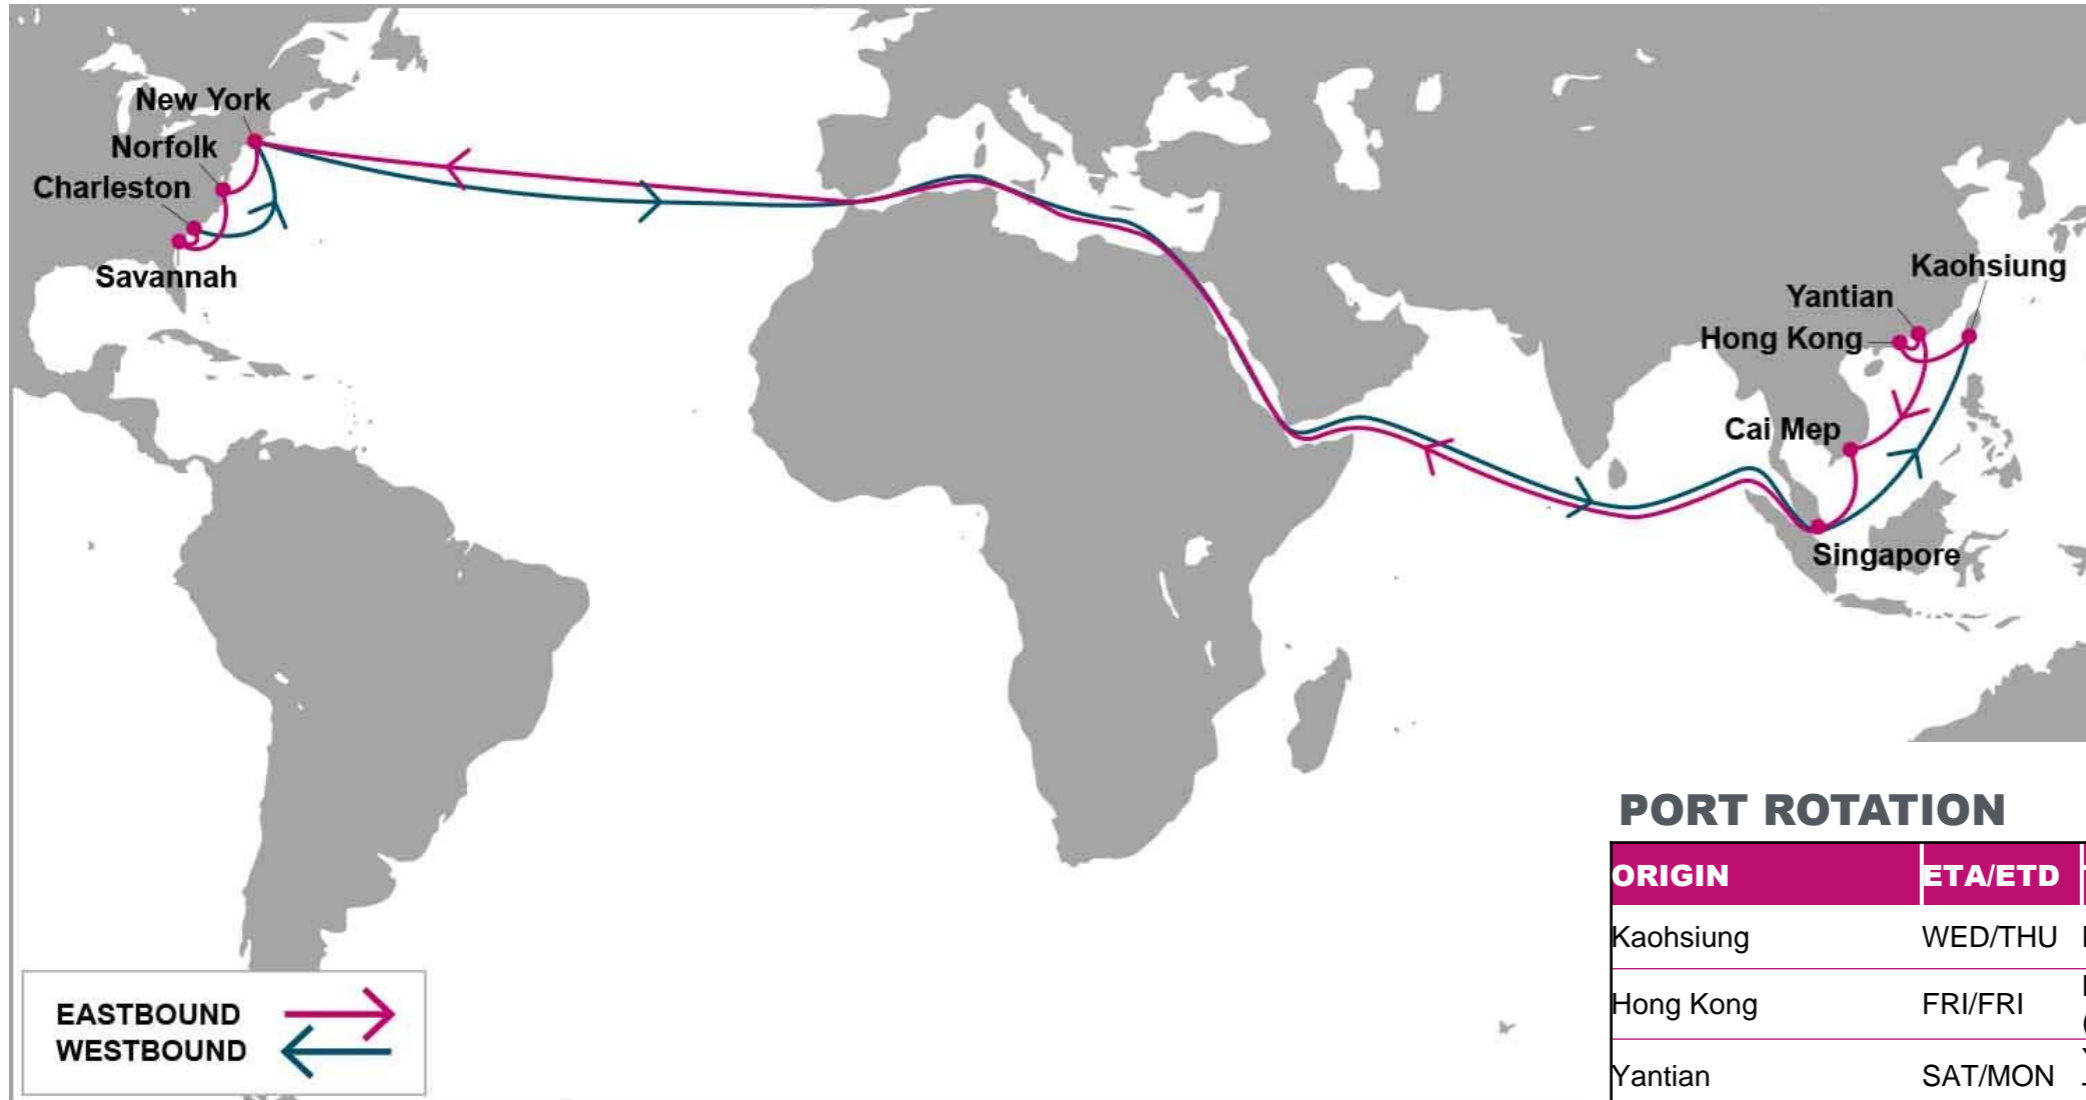 New York
Norfolk
Charleston
Savannah
Kaohsiung
Yantian
Hong Kong
Cai Mep
Singapore
EASTBOUND
WESTBOUND
PORT ROTATION
ORIGIN ETA/ETD
Kaohsiung WED/THU
Hong Kong FRI/FRI
Yantian SAT/MON